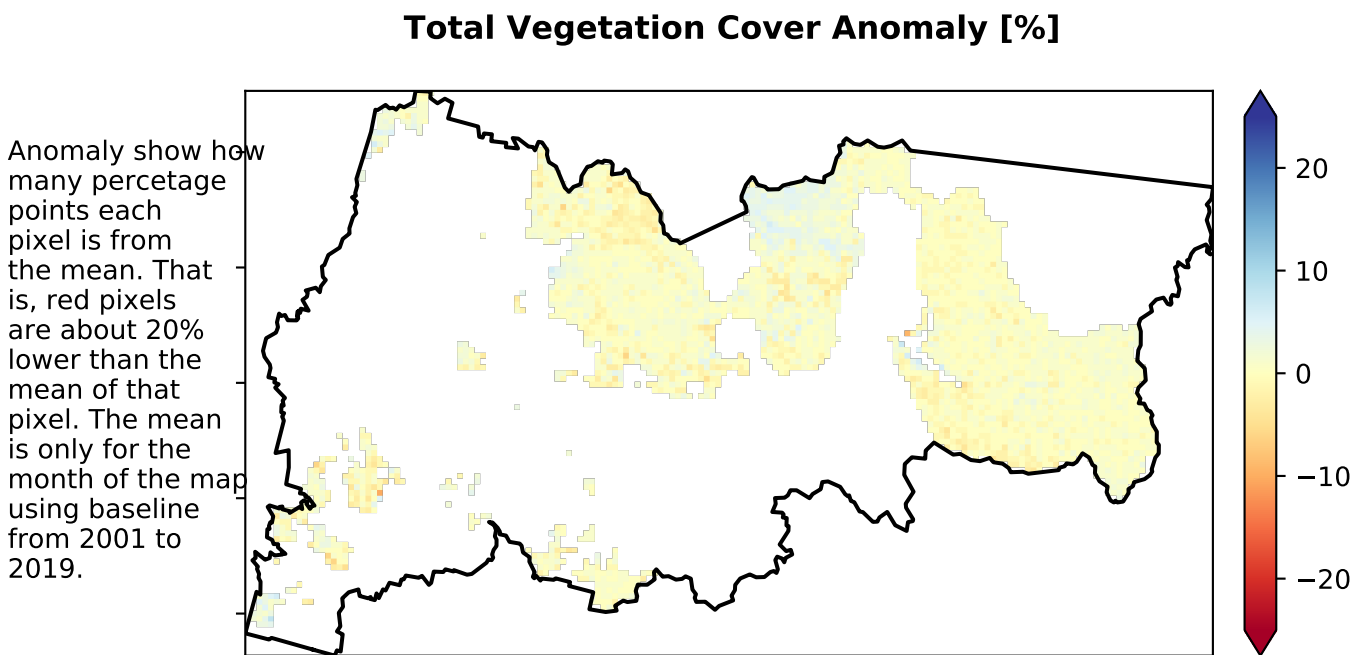 Total Vegetation Cover Anomaly [%]
Anomaly show how
many percetage
points each
pixel is from
the mean. That
is, red pixels
are about 20%
lower than the
mean of that
pixel. The mean
is only for the
month of the map
using baseline
from 2001 to
2019.
20
10
0
−10
−20